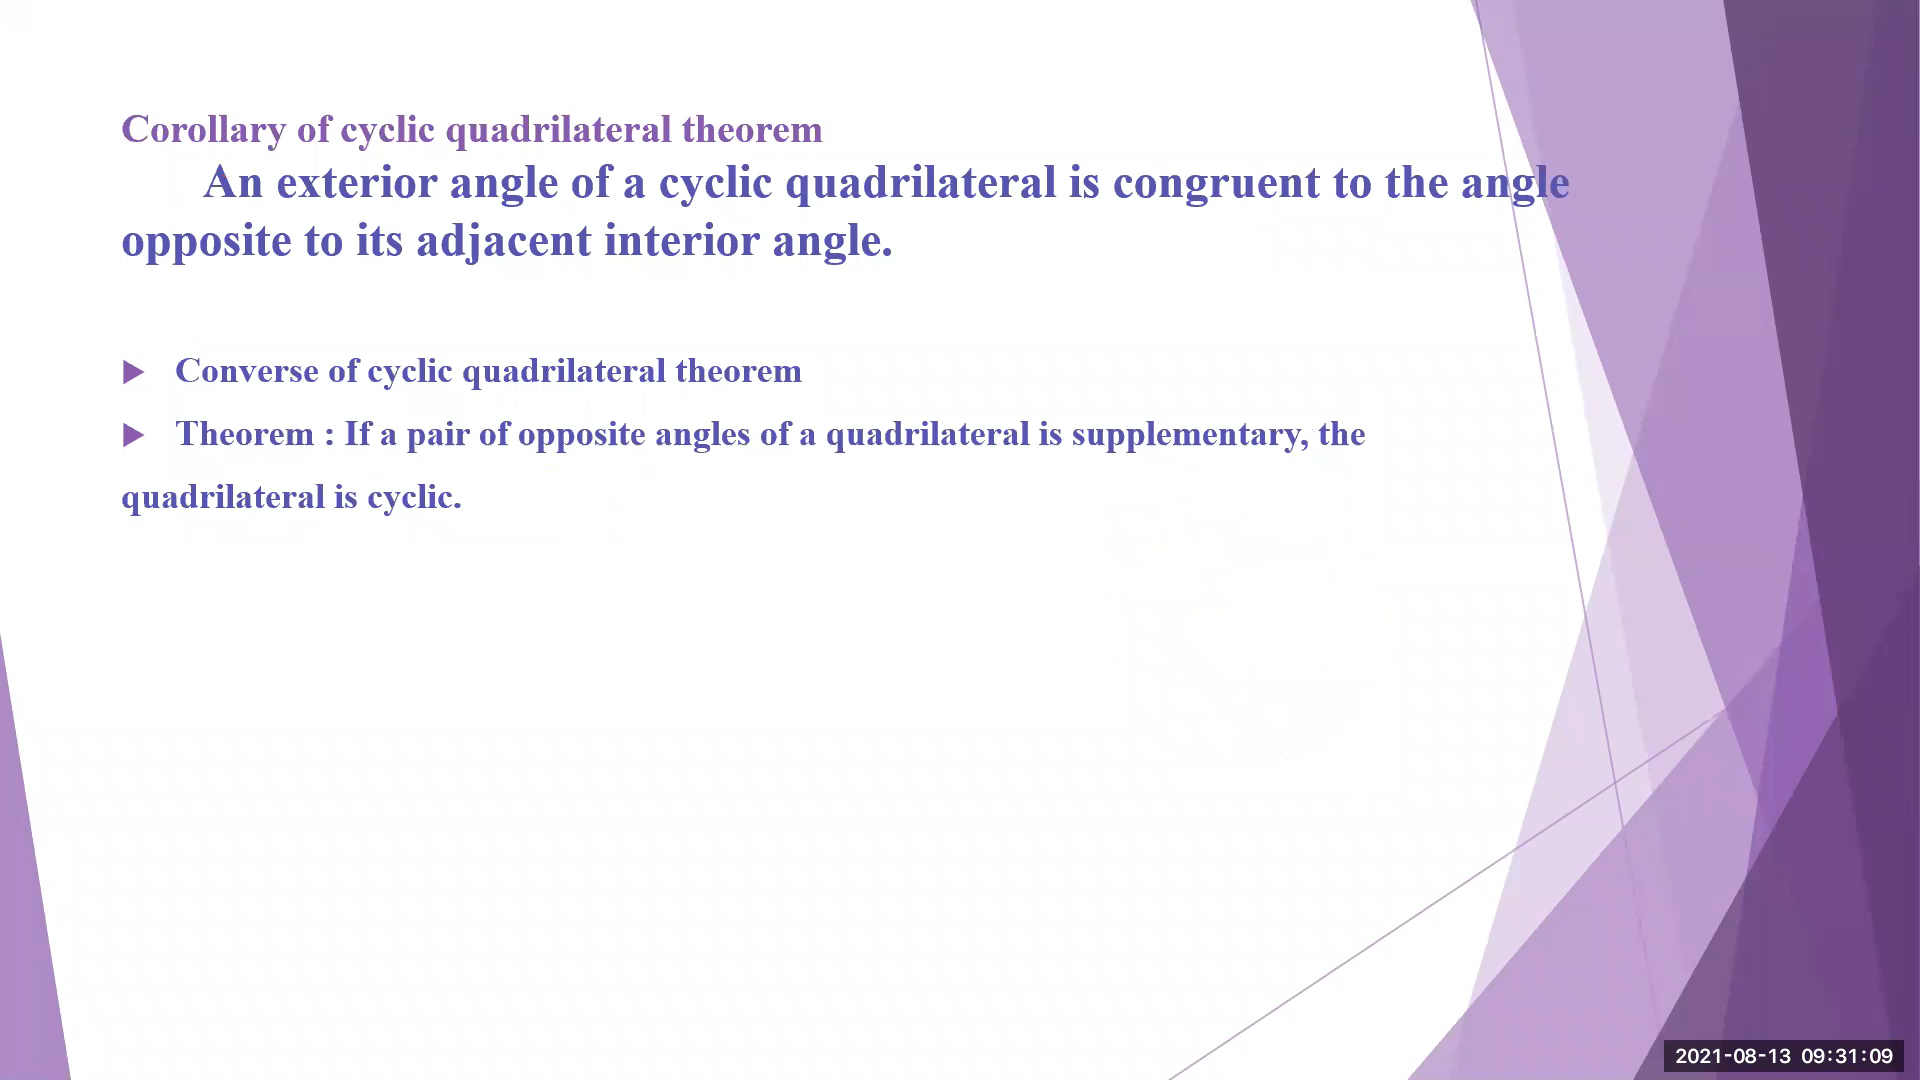 Corollary of cyclic quadrilateral theorem
An exterior angle of a cyclic quadrilateral is congruent to the angle
opposite to its adjacent interior angle.
Converse of cyclic quadrilateral theorem
Theorem : If a pair of opposite angles of a quadrilateral is supplementary, the
quadrilateral is cyclic.
2021-08-13 09:31:09